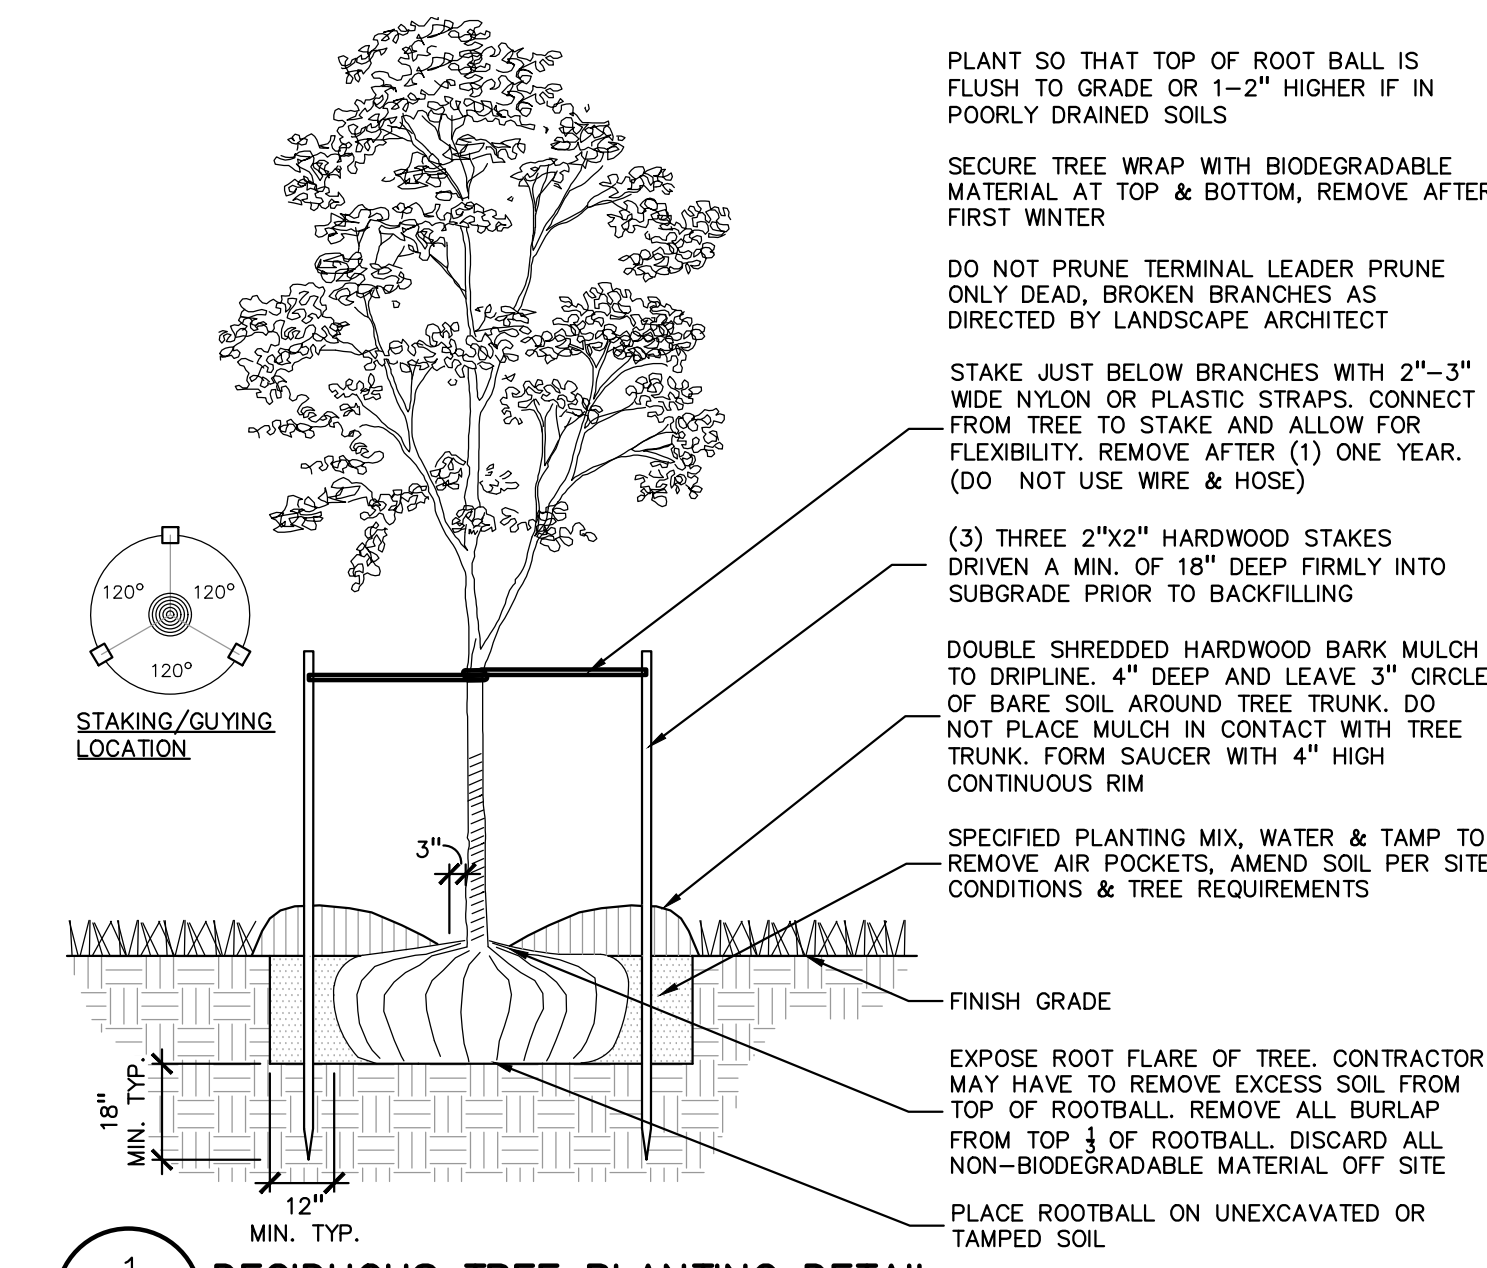 PLANT SO THAT TOP OF ROOT BALL IS
FLUSH TO GRADE OR 1-2" HIGHER IF IN
POORLY DRAINED SOILS
SECURE TREE WRAP WITH BIODEGRADABLE
MATERIAL AT TOP & BOTTOM, REMOVE AFTER
FIRST WINTER
DO NOT PRUNE TERMINAL LEADER PRUNE
ONLY DEAD, BROKEN BRANCHES AS
DIRECTED BY LANDSCAPE ARCHITECT
STAKE JUST BELOW BRANCHES WITH 2"-3"
WIDE NYLON OR PLASTIC STRAPS. CONNECT
FROM TREE TO STAKE AND ALLOW FOR
FLEXIBILITY. REMOVE AFTER (1) ONE YEAR.
(DO NOT USE WIRE & HOSE)
(3) THREE 2"X2" HARDWOOD STAKES
DRIVEN A MIN. OF 18" DEEP FIRMLY INTO
SUBGRADE PRIOR TO BACKFILLING
DOUBLE SHREDDED HARDWOOD BARK MULCH
TO DRIPLINE. 4" DEEP AND LEAVE 3" CIRCLE
OF BARE SOIL AROUND TREE TRUNK. DO
NOT PLACE MULCH IN CONTACT WITH TREE
TRUNK. FORM SAUCER WITH 4" HIGH
CONTINUOUS RIM
SPECIFIED PLANTING MIX, WATER & TAMP TO
REMOVE AIR POCKETS, AMEND SOIL PER SITE
CONDITIONS & TREE REQUIREMENTS
FINISH GRADE
EXPOSE ROOT FLARE OF TREE. CONTRACTOR
MAY HAVE TO REMOVE EXCESS SOIL FROM
TOP OF ROOTBALL. REMOVE ALL BURLAP
FROM TOP 1/3 OF ROOTBALL. DISCARD ALL
NON-BIODEGRADABLE MATERIAL OFF SITE
PLACE ROOTBALL ON UNEXCAVATED OR
TAMPED SOIL
120° 120°
120°
STAKING/GUYING
LOCATION
3"
18"
MIN. TYP.
12"
MIN. TYP.
1
DECIDUOUS TREE PLANTING DETAIL